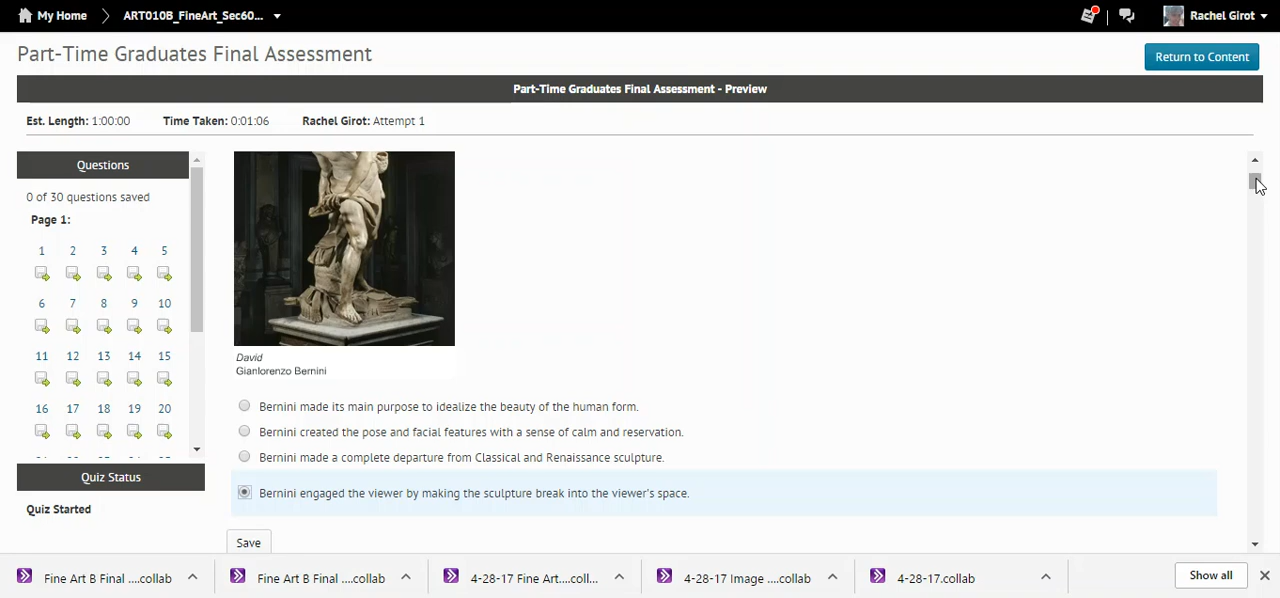 My Home
ART010B_FineArt_Sec60...
Rachel Girot
Part-Time Graduates Final Assessment
Return to Content
Part-Time Graduates Final Assessment - Preview
Est. Length: 1:00:00 Time Taken: 0:01:06 Rachel Girot: Attempt 1
Questions
0 of 30 questions saved
Page 1:
1 2 3 4 5
6 7 8 9 10
11 12 13 14 15
16 17 18 19 20
Quiz Status
Quiz Started
David
Gianlorenzo Bernini
Bernini made its main purpose to idealize the beauty of the human form.
Bernini created the pose and facial features with a sense of calm and reservation.
Bernini made a complete departure from Classical and Renaissance sculpture.
Bernini engaged the viewer by making the sculpture break into the viewer's space.
Save
Fine Art B Final ....collab
Fine Art B Final ....collab
4-28-17 Fine Art....coll...
4-28-17 Image ....collab
4-28-17.collab
Show all